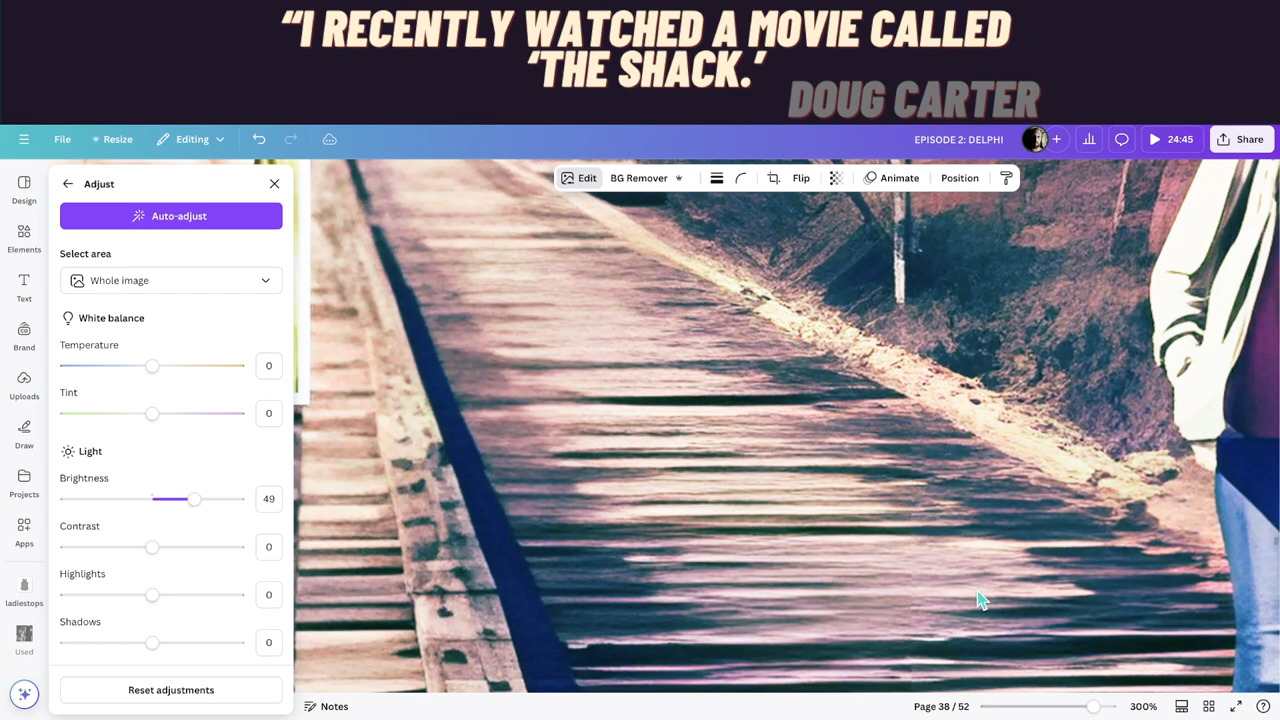 “I RECENTLY WATCHED A MOVIE CALLED
‘THE SHACK.’
DOUG CARTER
File
Resize
Editing
EPISODE 2: DELPHI
24:45
Share
Design
Elements
Text
Brand
Uploads
Draw
Projects
Apps
ladiestops
Used
Adjust
Auto-adjust
Select area
Whole image
White balance
Temperature
0
Tint
0
Light
Brightness
49
Contrast
0
Highlights
0
Shadows
0
Reset adjustments
Edit
BG Remover
Flip
Animate
Position
Notes
Page 38 / 52
300%